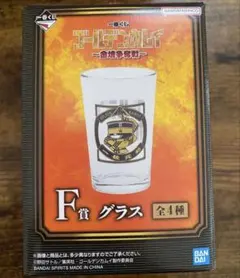 一番くじ
ゴールデンカムイ
~金塊争奪戦~
F賞 グラス 全4種
※画像と商品とは、多少異なりますのでご了承ください。
©野田サトル/集英社・ゴールデンカムイ製作委員会
BANDAI SPIRITS MADE IN CHINA
BAN
DAI